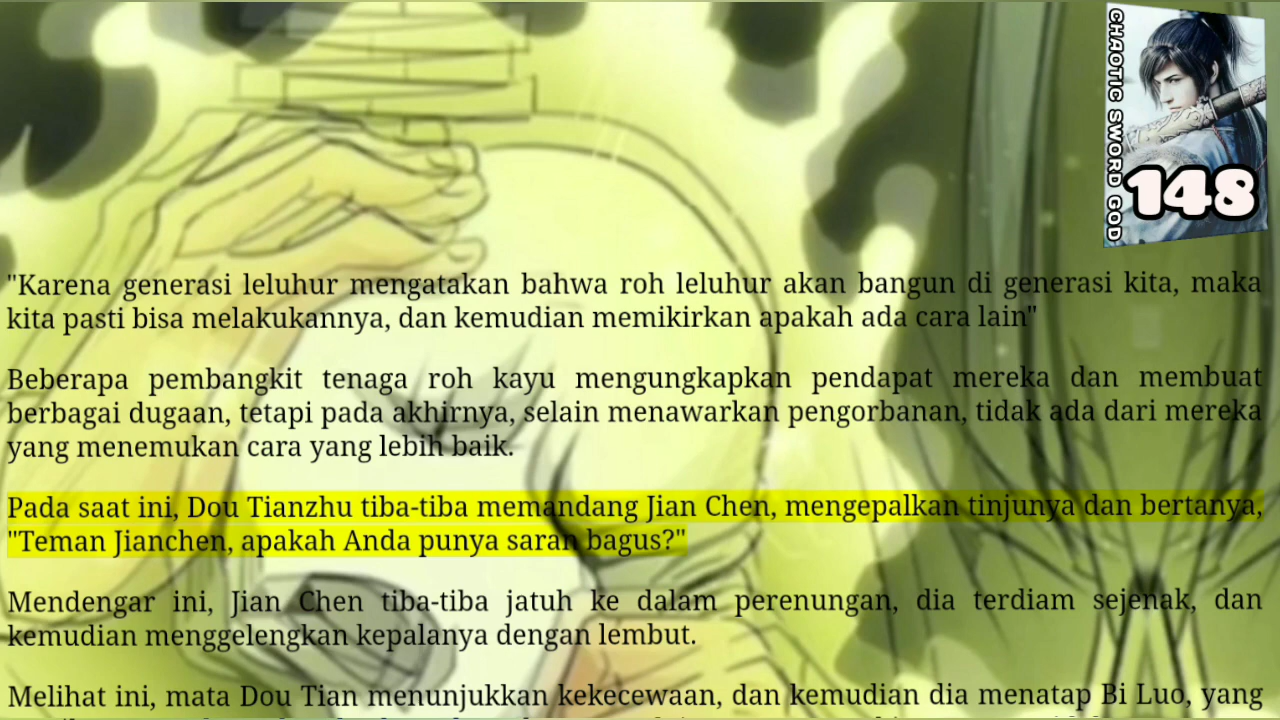 CHAOTIC SWORD GOD
148
"Karena generasi leluhur mengatakan bahwa roh leluhur akan bangun di generasi kita, maka
kita pasti bisa melakukannya, dan kemudian memikirkan apakah ada cara lain"
Beberapa pembangkit tenaga roh kayu mengungkapkan pendapat mereka dan membuat
berbagai dugaan, tetapi pada akhirnya, selain menawarkan pengorbanan, tidak ada dari mereka
yang menemukan cara yang lebih baik.
Pada saat ini, Dou Tianzhu tiba-tiba memandang Jian Chen, mengepalkan tinjunya dan bertanya,
"Teman Jianchen, apakah Anda punya saran bagus?"
Mendengar ini, Jian Chen tiba-tiba jatuh ke dalam perenungan, dia terdiam sejenak, dan
kemudian menggelengkan kepalanya dengan lembut.
Melihat ini, mata Dou Tian menunjukkan kekecewaan, dan kemudian dia menatap Bi Luo, yang